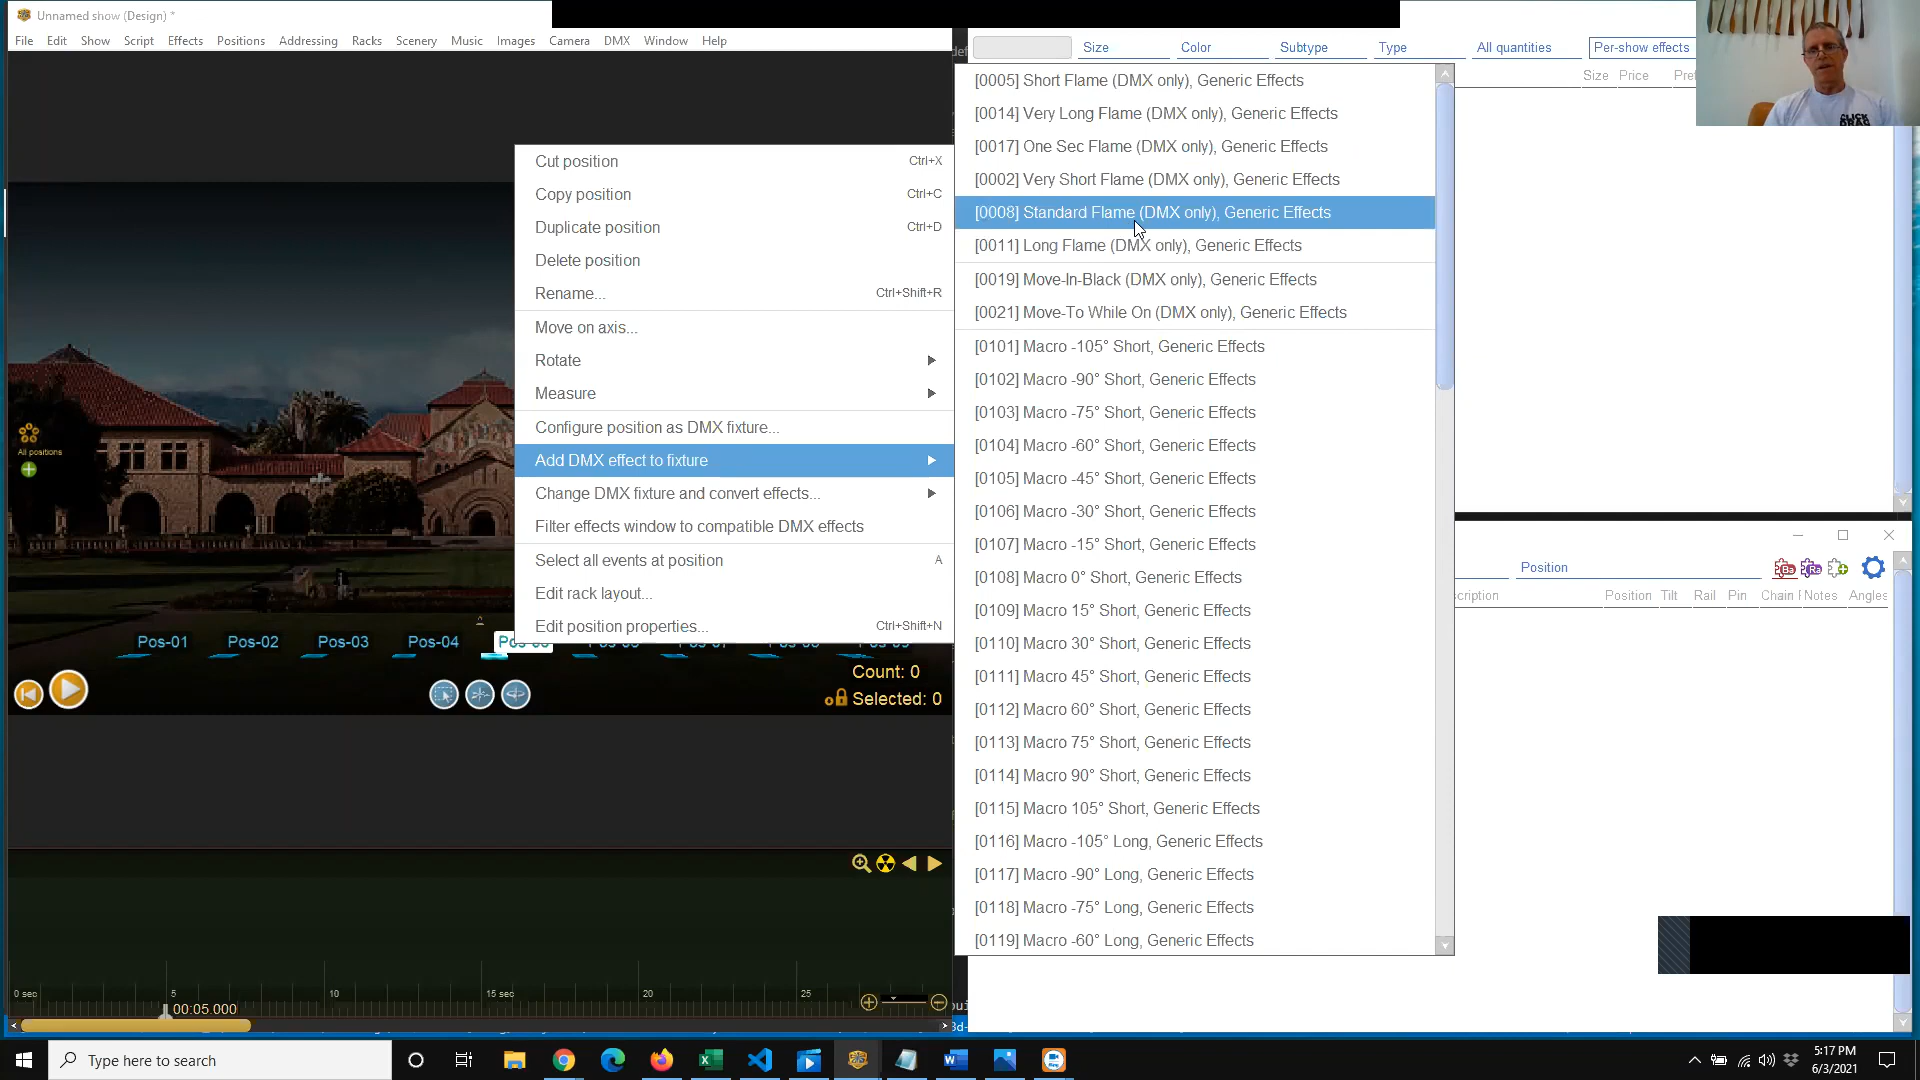 Unnamed show (Design) *
File Edit Show Script Effects Positions Addressing Racks Scenery Music Images Camera DMX Window Help
Size Color Subtype Type All quantities Per-show effects
Size Price
Cut position Ctrl+X
Copy position Ctrl+C
Duplicate position Ctrl+D
Delete position
Rename... Ctrl+Shift+R
Move on axis...
Rotate
Measure
Configure position as DMX fixture...
Add DMX effect to fixture
Change DMX fixture and convert effects...
Filter effects window to compatible DMX effects
Select all events at position A
Edit rack layout...
Edit position properties... Ctrl+Shift+N
[0005] Short Flame (DMX only), Generic Effects
[0014] Very Long Flame (DMX only), Generic Effects
[0017] One Sec Flame (DMX only), Generic Effects
[0002] Very Short Flame (DMX only), Generic Effects
[0008] Standard Flame (DMX only), Generic Effects
[0011] Long Flame (DMX only), Generic Effects
[0019] Move-In-Black (DMX only), Generic Effects
[0021] Move-To While On (DMX only), Generic Effects
[0101] Macro -105° Short, Generic Effects
[0102] Macro -90° Short, Generic Effects
[0103] Macro -75° Short, Generic Effects
[0104] Macro -60° Short, Generic Effects
[0105] Macro -45° Short, Generic Effects
[0106] Macro -30° Short, Generic Effects
[0107] Macro -15° Short, Generic Effects
[0108] Macro 0° Short, Generic Effects
[0109] Macro 15° Short, Generic Effects
[0110] Macro 30° Short, Generic Effects
[0111] Macro 45° Short, Generic Effects
[0112] Macro 60° Short, Generic Effects
[0113] Macro 75° Short, Generic Effects
[0114] Macro 90° Short, Generic Effects
[0115] Macro 105° Short, Generic Effects
[0116] Macro -105° Long, Generic Effects
[0117] Macro -90° Long, Generic Effects
[0118] Macro -75° Long, Generic Effects
[0119] Macro -60° Long, Generic Effects
CLICK
DRAG
Position
Position Tilt Rail Pin Chain Notes Angles
All positions
Pos-01 Pos-02 Pos-03 Pos-04
Count: 0
Selected: 0
0 sec 5 10 15 sec 20 25
00:05.000
Type here to search
5:17 PM
6/3/2021